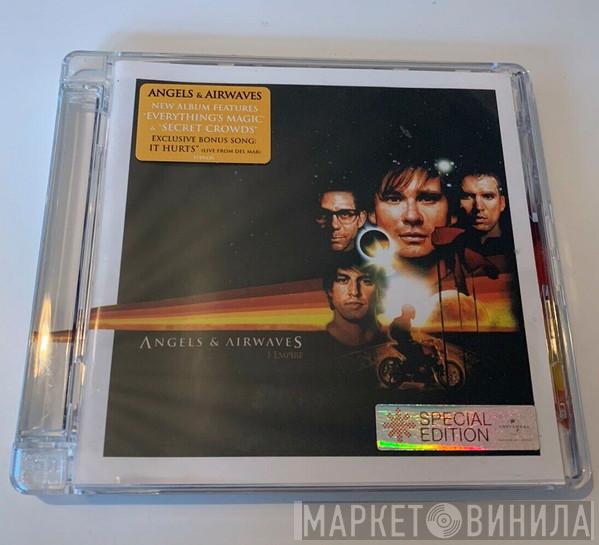 ANGELS & AIRWAVES
NEW ALBUM FEATURES
"EVERYTHING'S MAGIC"
& "SECRET CROWDS"
EXCLUSIVE BONUS SONG:
IT HURTS" (LIVE FROM DEL MAR)
ANGELS & AIRWAVES
I-EMPIRE
SPECIAL
EDITION
UNIVERSAL
МАРКЕТ ВИНИЛА